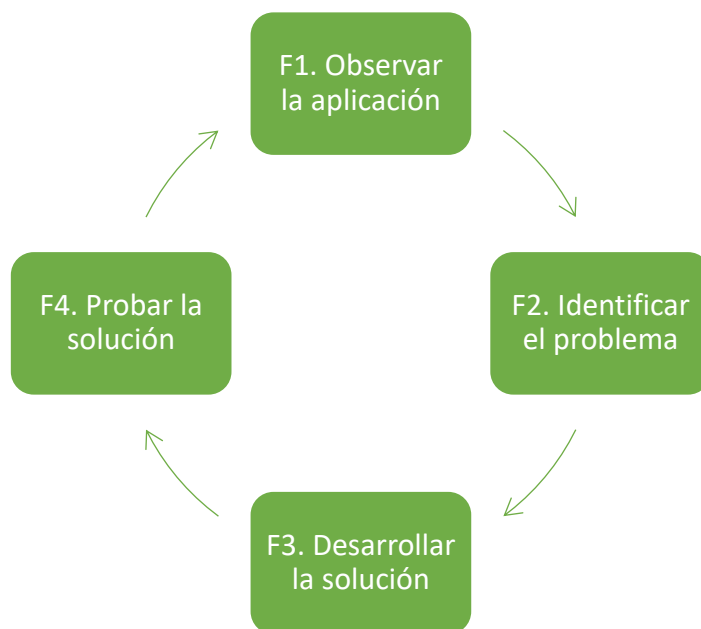 F1. Observar
la aplicación
F2. Identificar
el problema
F3. Desarrollar
la solución
F4. Probar la
solución